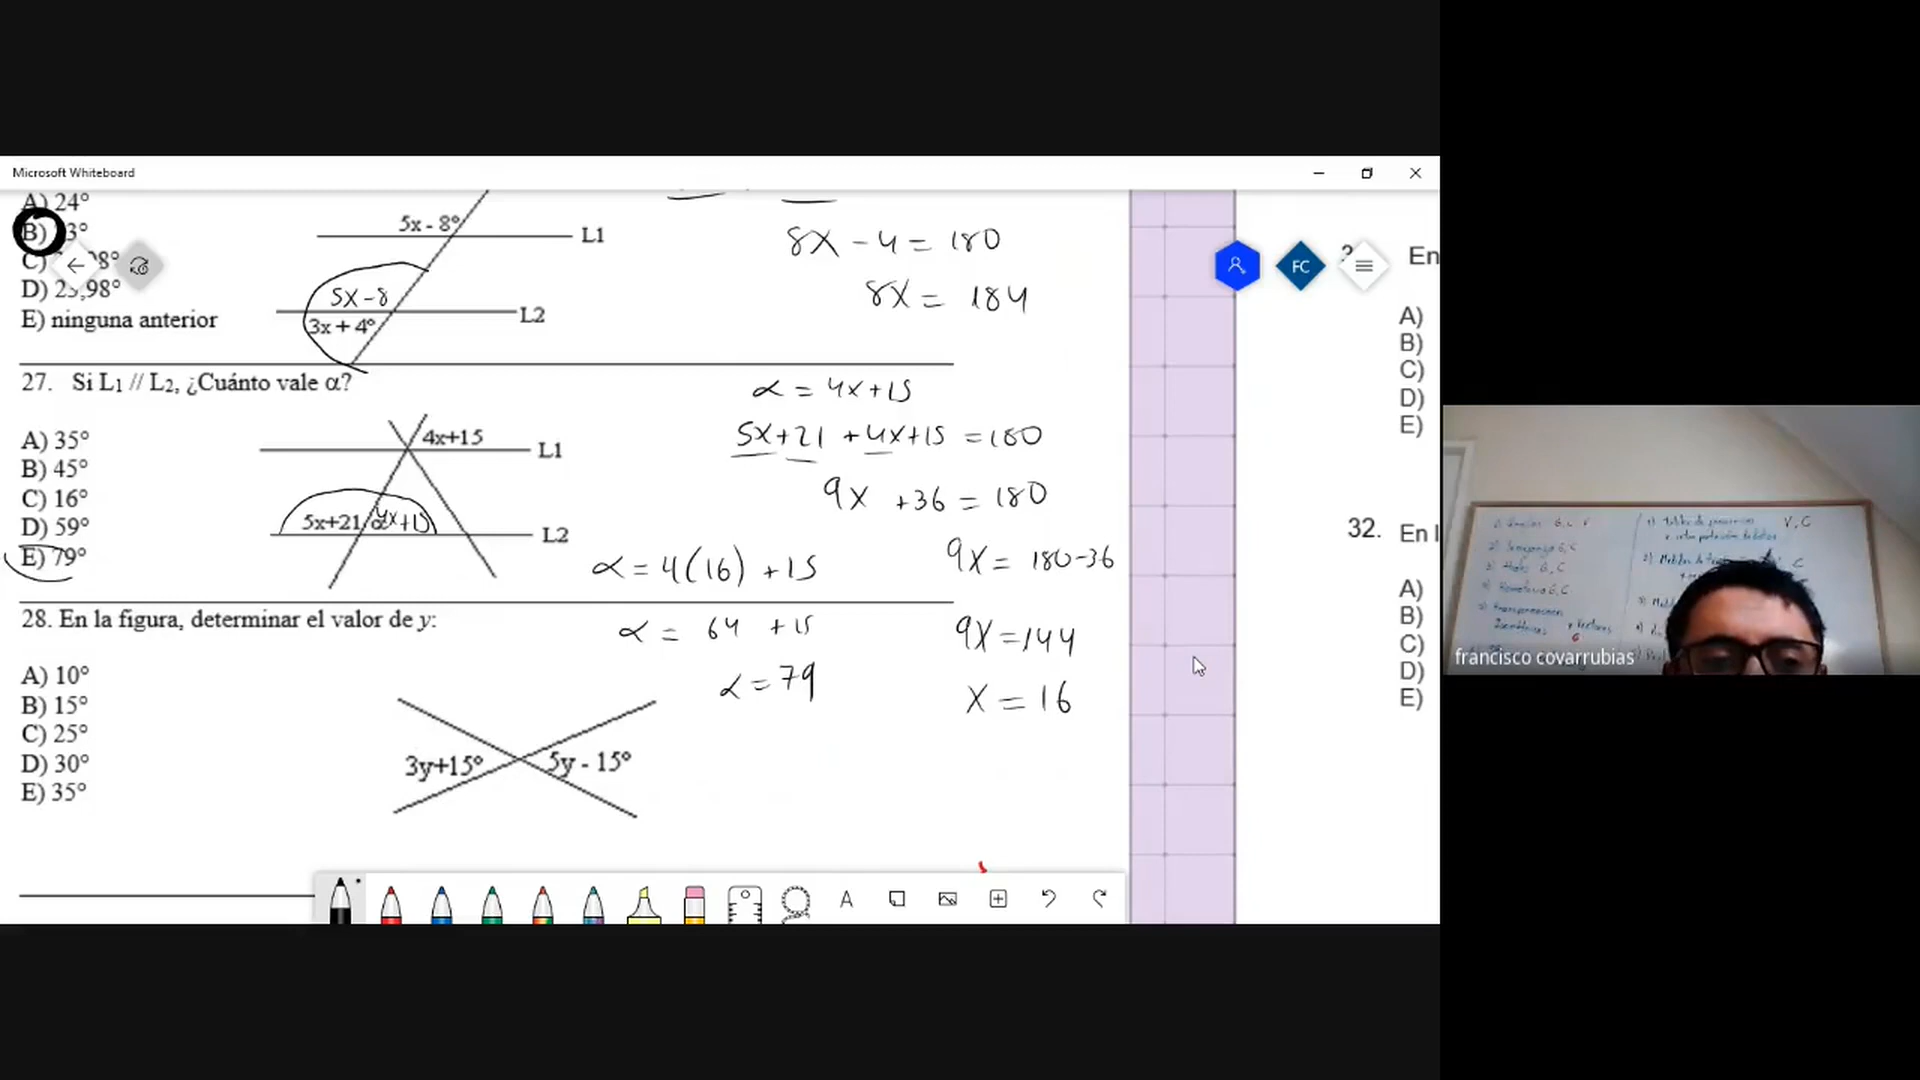 Microsoft Whiteboard
A) 24°
B) 3°
C) 98°
D) 23,98°
E) ninguna anterior
5x - 8°
L1
5x-8
3x + 4°
L2
8x - 4 = 180
8x = 184
27. Si L1 // L2, ¿Cuánto vale α?
A) 35°
B) 45°
C) 16°
D) 59°
E) 79°
4x+15
L1
5x+21
α
4x+15
L2
α = 4x+15
5x+21 +4x+15 =180
9x +36 = 180
9x = 180-36
9x =144
x = 16
α = 4(16) +15
α = 64 +15
α = 79
28. En la figura, determinar el valor de y:
A) 10°
B) 15°
C) 25°
D) 30°
E) 35°
3y+15°
5y - 15°
FC
En
A)
B)
C)
D)
E)
32. En l
A)
B)
C)
D)
E)
A
V, C
francisco covarrubias